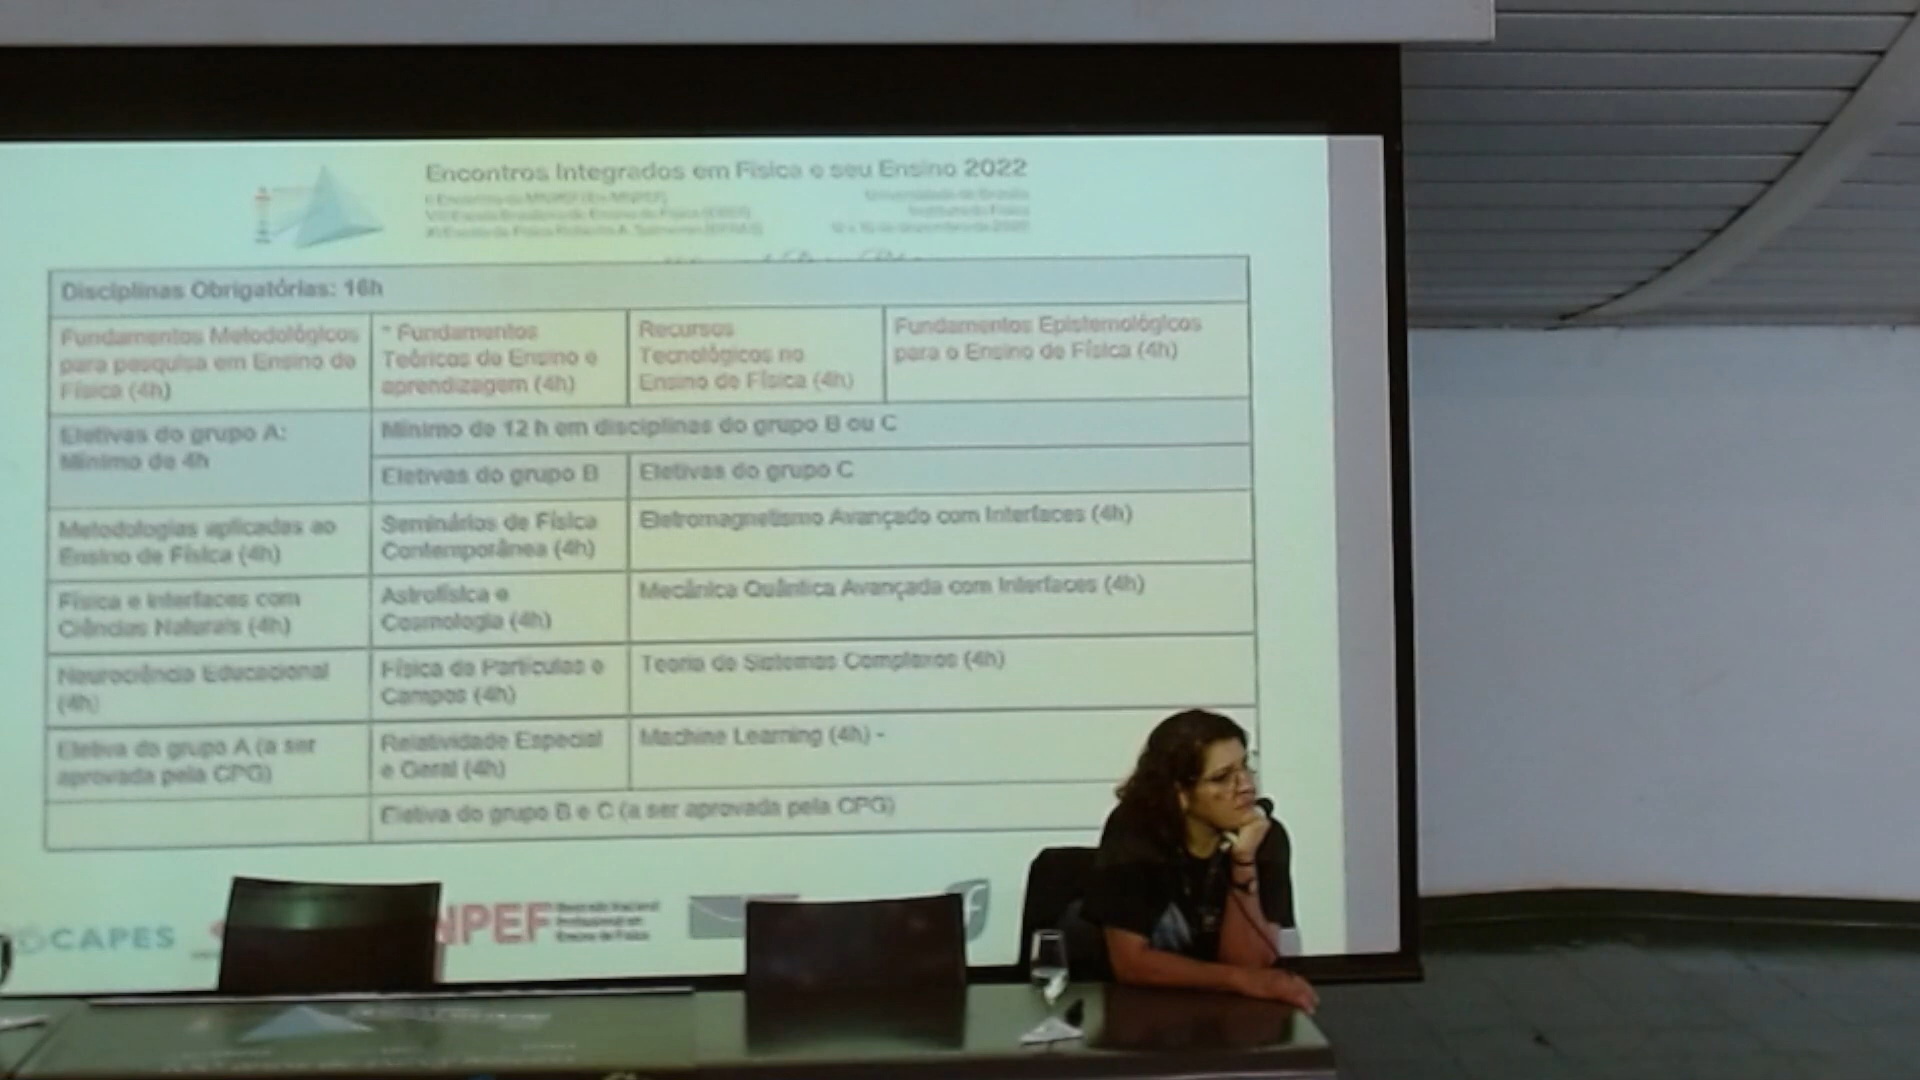 Encontros Integrados em Física e seu Ensino 2022
Universidade de Brasília
Instituto de Física
Disciplinas Obrigatórias: 16h
Fundamentos Metodológicos
para pesquisa em Ensino de
Física (4h)
* Fundamentos
Teóricos do Ensino e
aprendizagem (4h)
Recursos
Tecnológicos no
Ensino de Física (4h)
Fundamentos Epistemológicos
para o Ensino de Física (4h)
Eletivas do grupo A:
Mínimo de 4h
Mínimo de 12 h em disciplinas do grupo B ou C
Eletivas do grupo B
Eletivas do grupo C
Metodologias aplicadas ao
Ensino de Física (4h)
Seminários de Física
Contemporânea (4h)
Eletromagnetismo Avançado com Interfaces (4h)
Física e Interfaces com
Ciências Naturais (4h)
Astrofísica e
Cosmologia (4h)
Mecânica Quântica Avançada com Interfaces (4h)
Neurociência Educacional
(4h)
Física de Partículas e
Campos (4h)
Teoria de Sistemas Complexos (4h)
Eletiva do grupo A (a ser
aprovada pela CPG)
Relatividade Especial
e Geral (4h)
Machine Learning (4h) -
Eletiva do grupo B e C (a ser aprovada pela CPG)
CAPES
NPEF
Mestrado Nacional
Profissional em
Ensino de Física